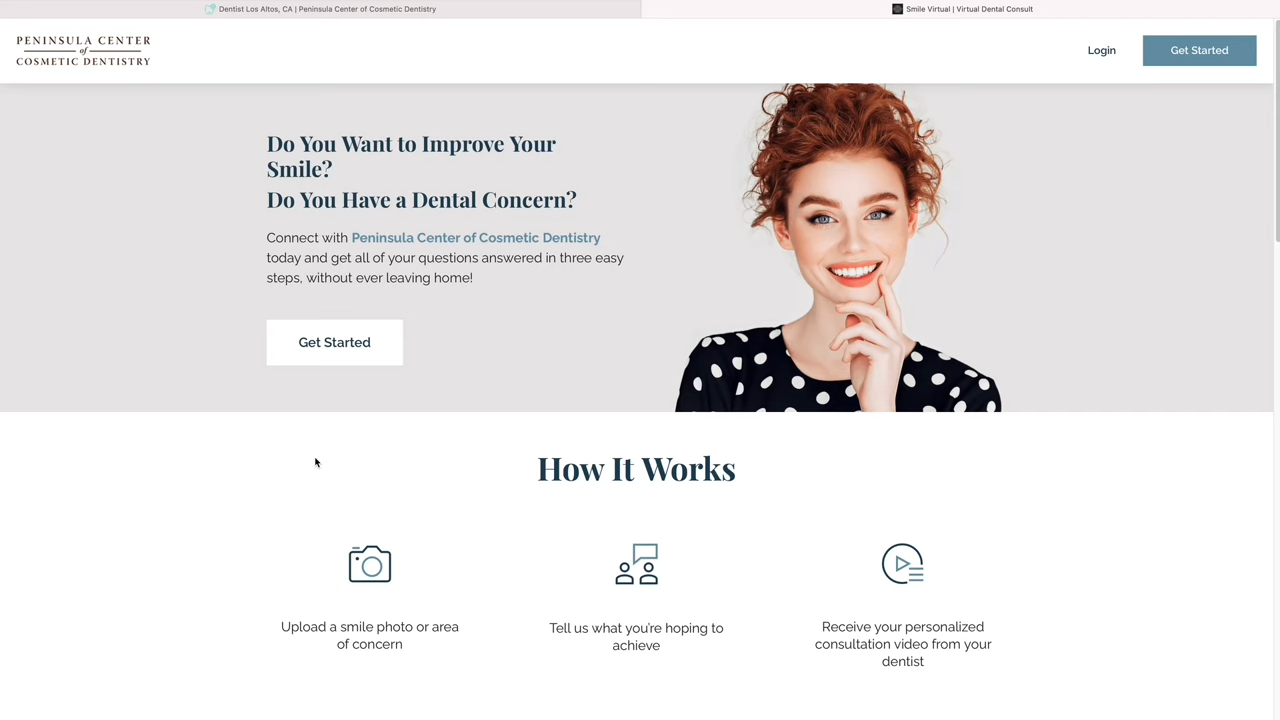 Dentist Los Altos, CA | Peninsula Center of Cosmetic Dentistry
Smile Virtual | Virtual Dental Consult
PENINSULA CENTER
of
COSMETIC DENTISTRY
Login
Get Started
Do You Want to Improve Your
Smile?
Do You Have a Dental Concern?
Connect with Peninsula Center of Cosmetic Dentistry
today and get all of your questions answered in three easy
steps, without ever leaving home!
Get Started
How It Works
Upload a smile photo or area
of concern
Tell us what you're hoping to
achieve
Receive your personalized
consultation video from your
dentist